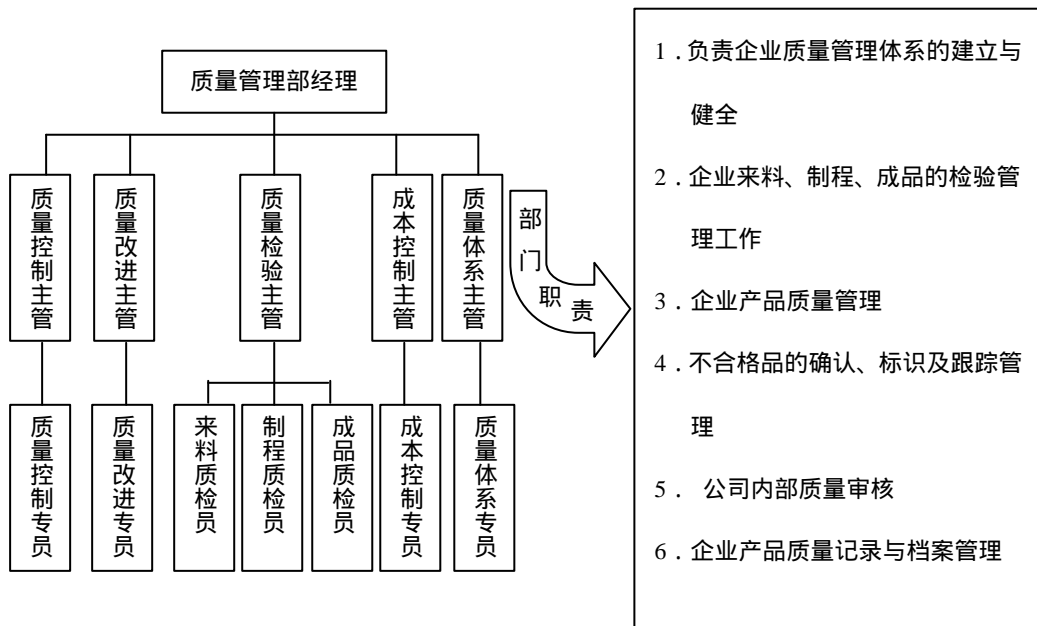 质量管理部经理
质量控制主管
质量改进主管
质量检验主管
成本控制主管
质量体系主管
质量控制专员
质量改进专员
来料质检员
制程质检员
成品质检员
成本控制专员
质量体系专员
部门职责
1．负责企业质量管理体系的建立与
健全
2．企业来料、制程、成品的检验管
理工作
3．企业产品质量管理
4．不合格品的确认、标识及跟踪管
理
5． 公司内部质量审核
6．企业产品质量记录与档案管理